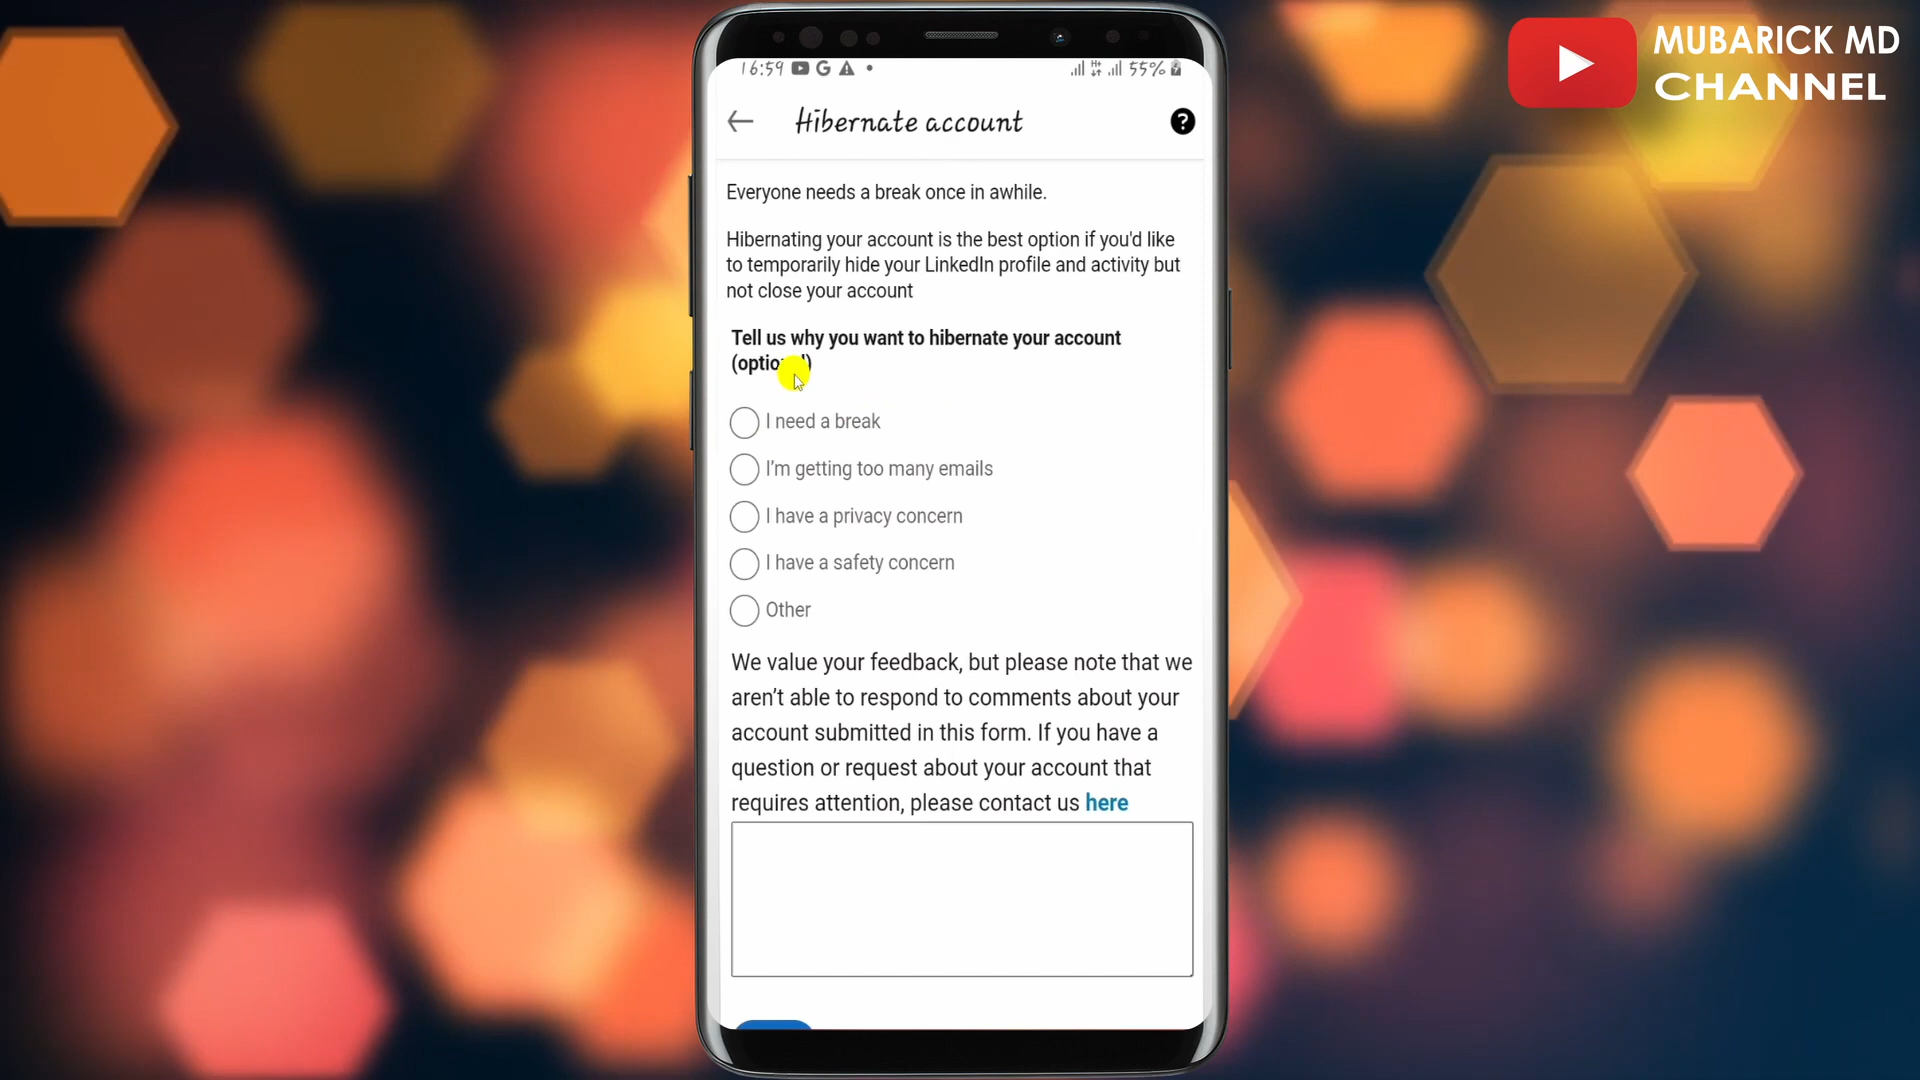 MUBARICK MD
CHANNEL
16:59
55%
Hibernate account
Everyone needs a break once in awhile.
Hibernating your account is the best option if you'd like
to temporarily hide your LinkedIn profile and activity but
not close your account
Tell us why you want to hibernate your account
I need a break
I'm getting too many emails
I have a privacy concern
I have a safety concern
Other
We value your feedback, but please note that we
aren't able to respond to comments about your
account submitted in this form. If you have a
question or request about your account that
requires attention, please contact us here